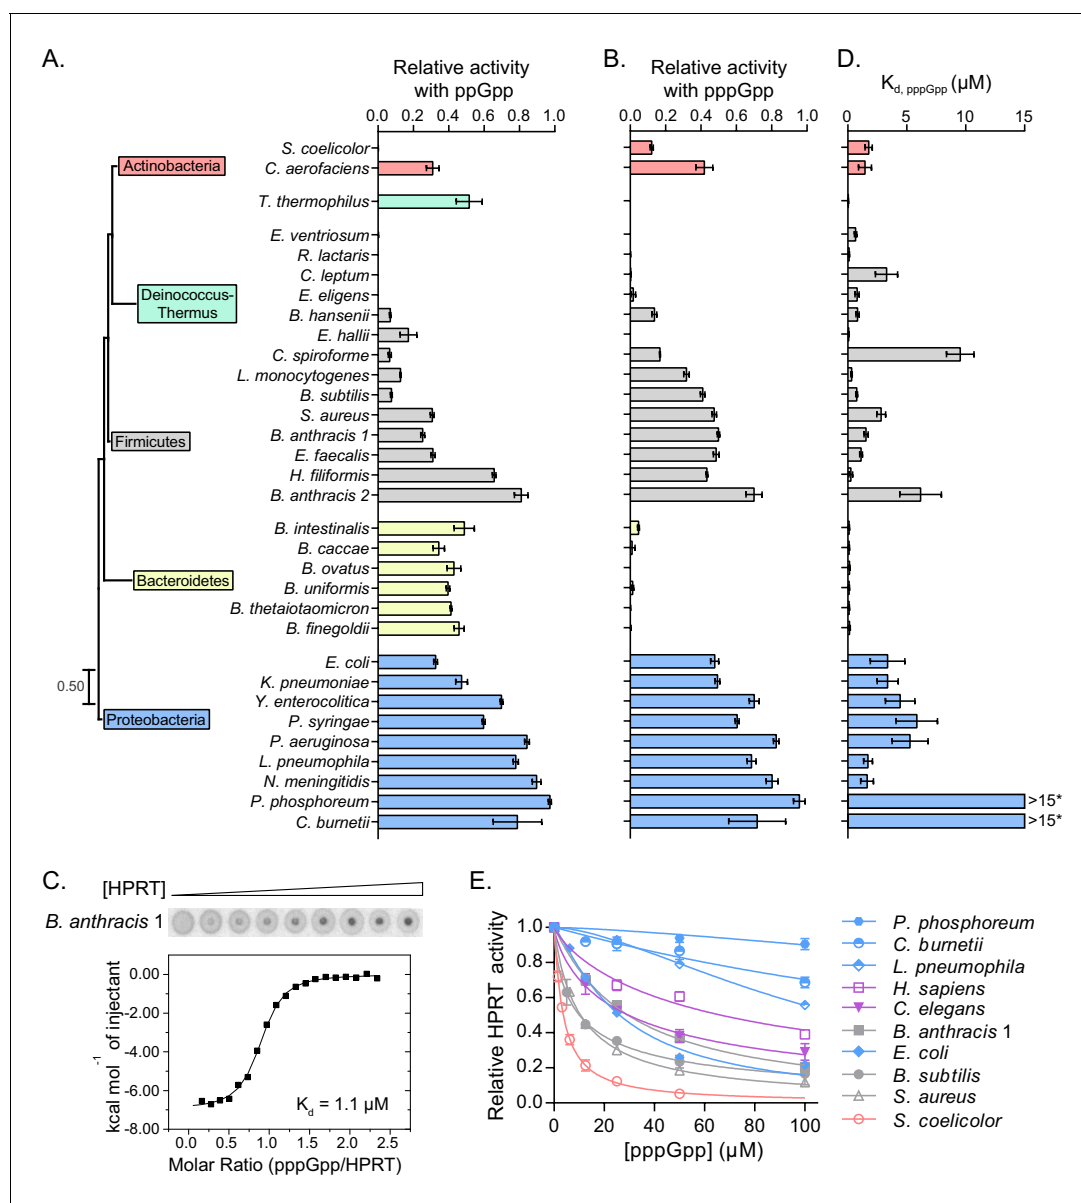 A.
Relative activity
with ppGpp
0.0 0.2 0.4 0.6 0.8 1.0
B.
Relative activity
with pppGpp
0.0 0.2 0.4 0.6 0.8 1.0
D.
Kd, pppGpp (µM)
0 5 10 15
Actinobacteria
Deinococcus-
Thermus
Firmicutes
Bacteroidetes
Proteobacteria
0.50
S. coelicolor
C. aerofaciens
T. thermophilus
E. ventriosum
R. lactaris
C. leptum
E. eligens
B. hansenii
E. hallii
C. spiroforme
L. monocytogenes
B. subtilis
S. aureus
B. anthracis 1
E. faecalis
H. filiformis
B. anthracis 2
B. intestinalis
B. caccae
B. ovatus
B. uniformis
B. thetaiotaomicron
B. finegoldii
E. coli
K. pneumoniae
Y. enterocolitica
P. syringae
P. aeruginosa
L. pneumophila
N. meningitidis
P. phosphoreum
C. burnetii
>15*
>15*
C.
[HPRT]
B. anthracis 1
kcal mol-1 of injectant
0.00
-2.00
-4.00
-6.00
-8.00
Kd = 1.1 µM
0.0 0.5 1.0 1.5 2.0 2.5
Molar Ratio (pppGpp/HPRT)
E.
Relative HPRT activity
1.0
0.8
0.6
0.4
0.2
0.0
0 20 40 60 80 100
[pppGpp] (µM)
P. phosphoreum
C. burnetii
L. pneumophila
H. sapiens
C. elegans
B. anthracis 1
E. coli
B. subtilis
S. aureus
S. coelicolor